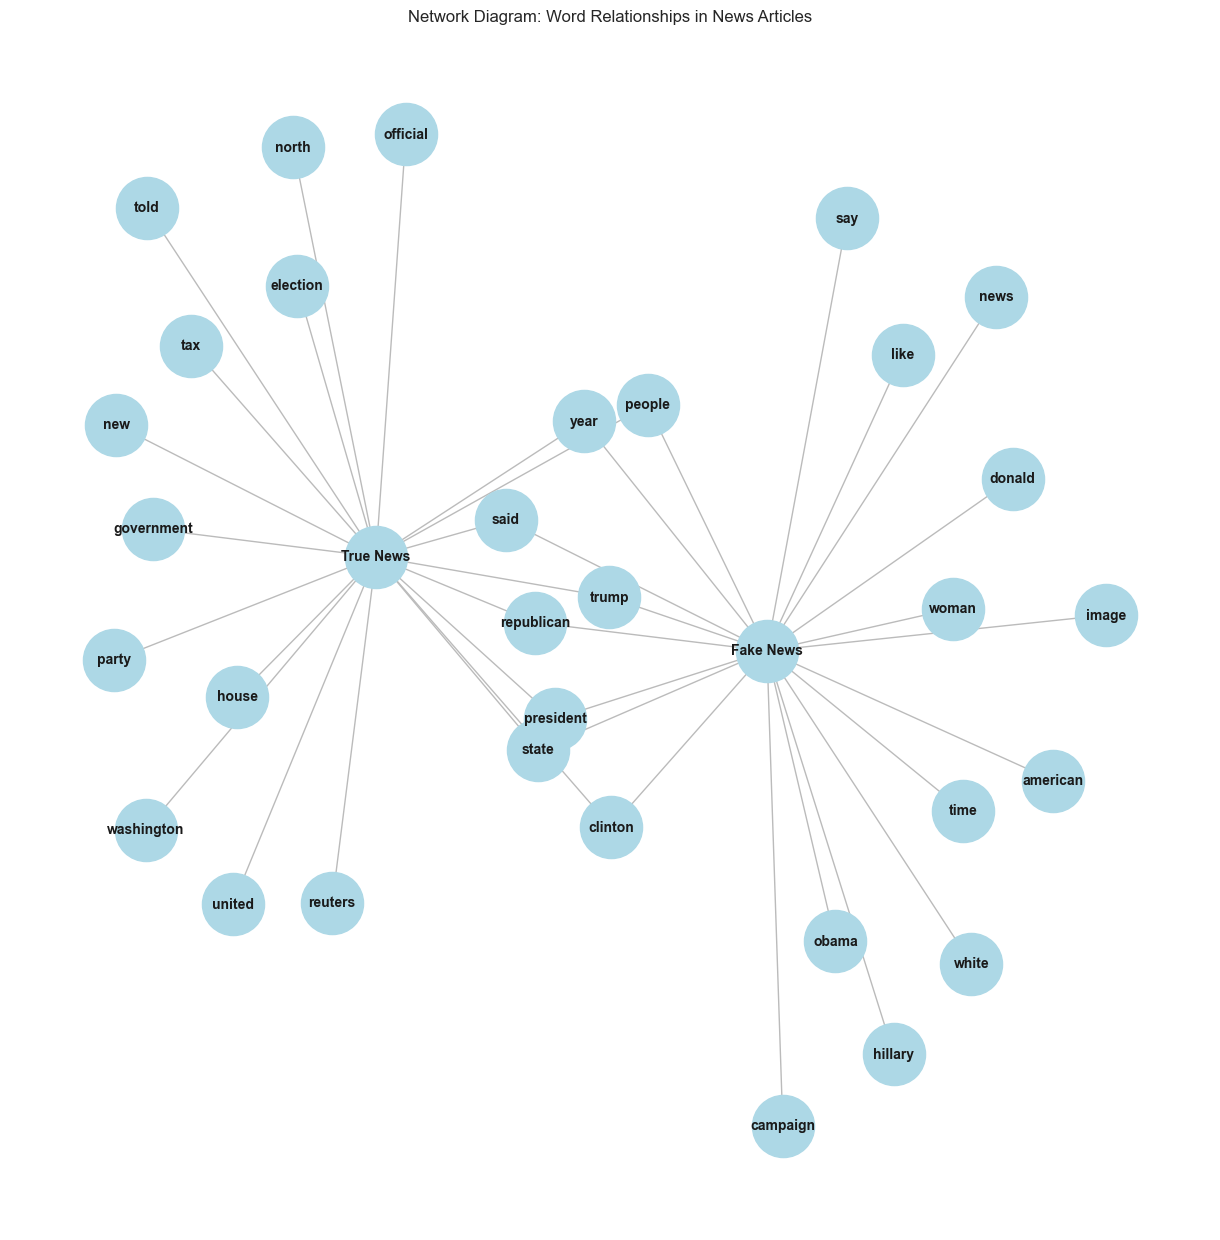 Network Diagram: Word Relationships in News Articles
official
north
told
say
election
news
tax
like
people
year
new
donald
said
government
True News
trump
woman
image
republican
Fake News
party
house
president
state
american
time
clinton
washington
reuters
united
obama
white
hillary
campaign